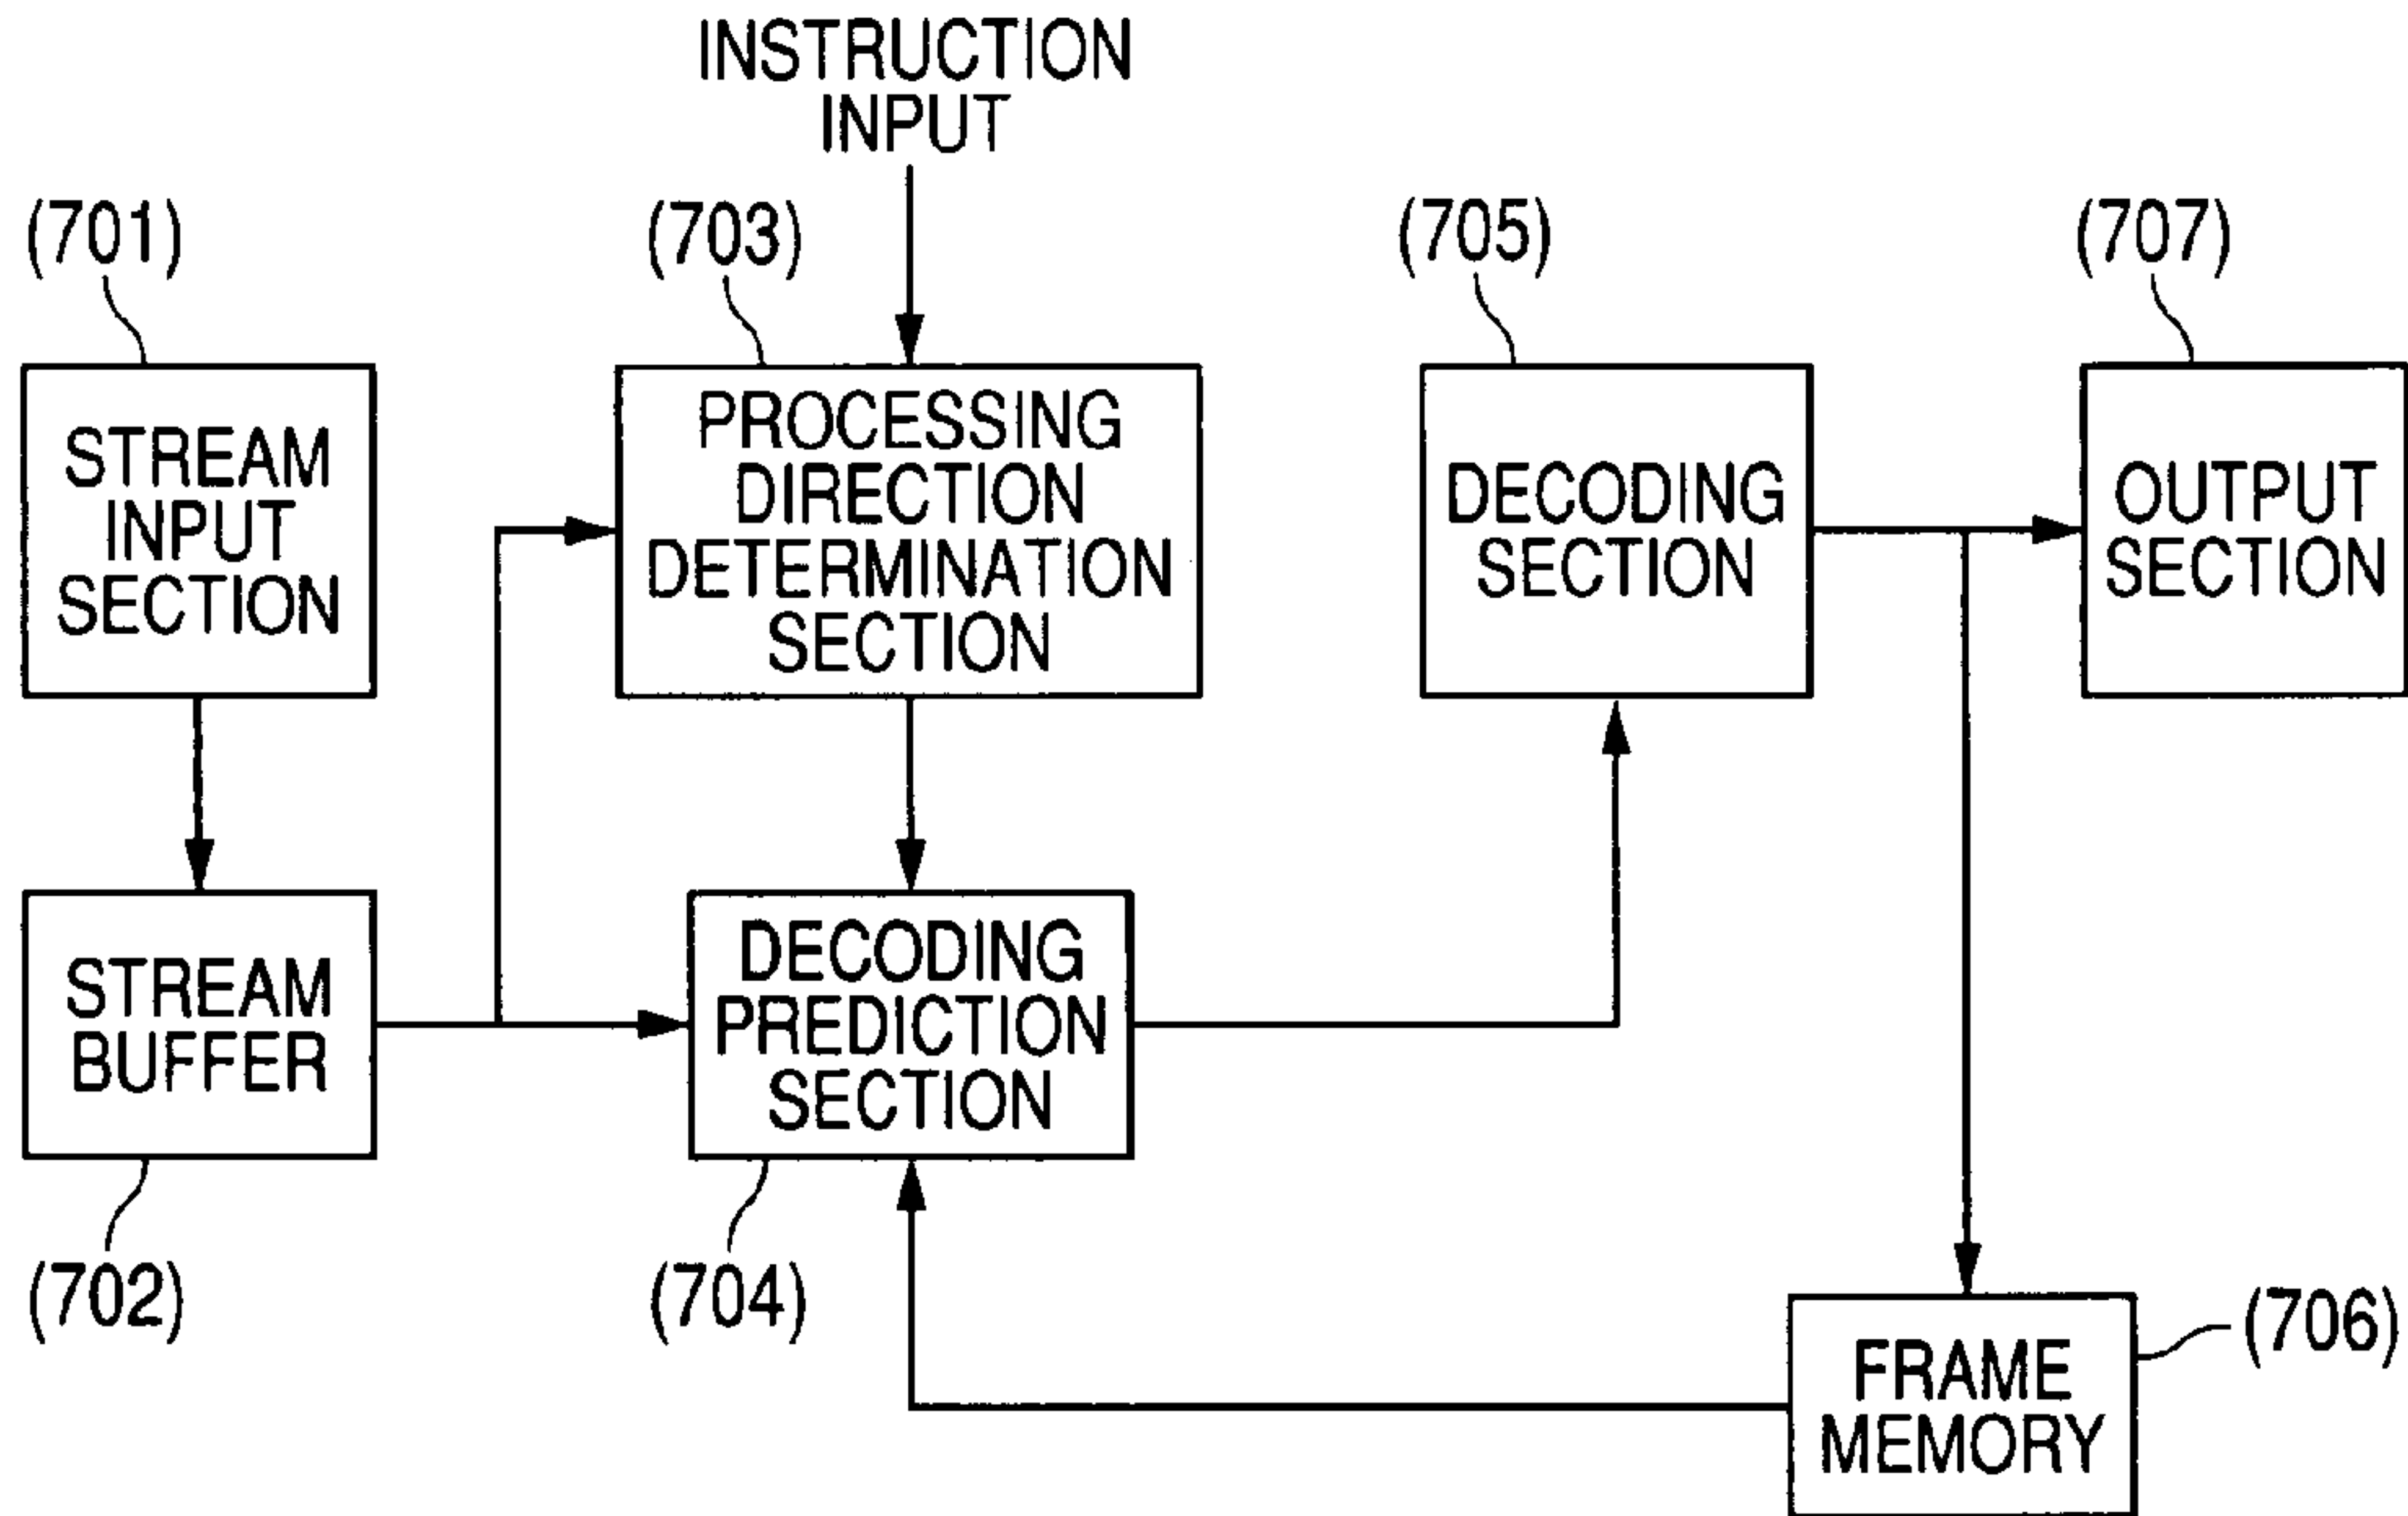 INSTRUCTION
INPUT
(701)
(703)
(705)
(707)
STREAM
INPUT
SECTION
PROCESSING
DIRECTION
DETERMINATION
SECTION
DECODING
SECTION
OUTPUT
SECTION
STREAM
BUFFER
DECODING
PREDICTION
SECTION
(702)
(704)
FRAME
MEMORY
(706)